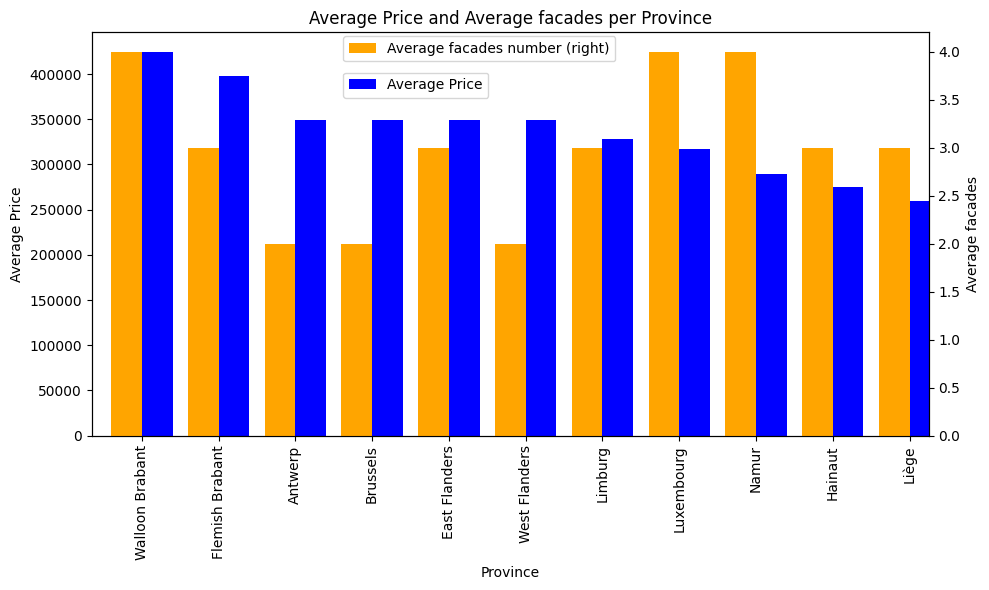 Average Price and Average facades per Province
Average facades number (right)
Average Price
400000
350000
300000
250000
200000
150000
100000
50000
0
Average Price
4.0
3.5
3.0
2.5
2.0
1.5
1.0
0.5
0.0
Average facades
Walloon Brabant
Flemish Brabant
Antwerp
Brussels
East Flanders
West Flanders
Limburg
Luxembourg
Namur
Hainaut
Liège
Province